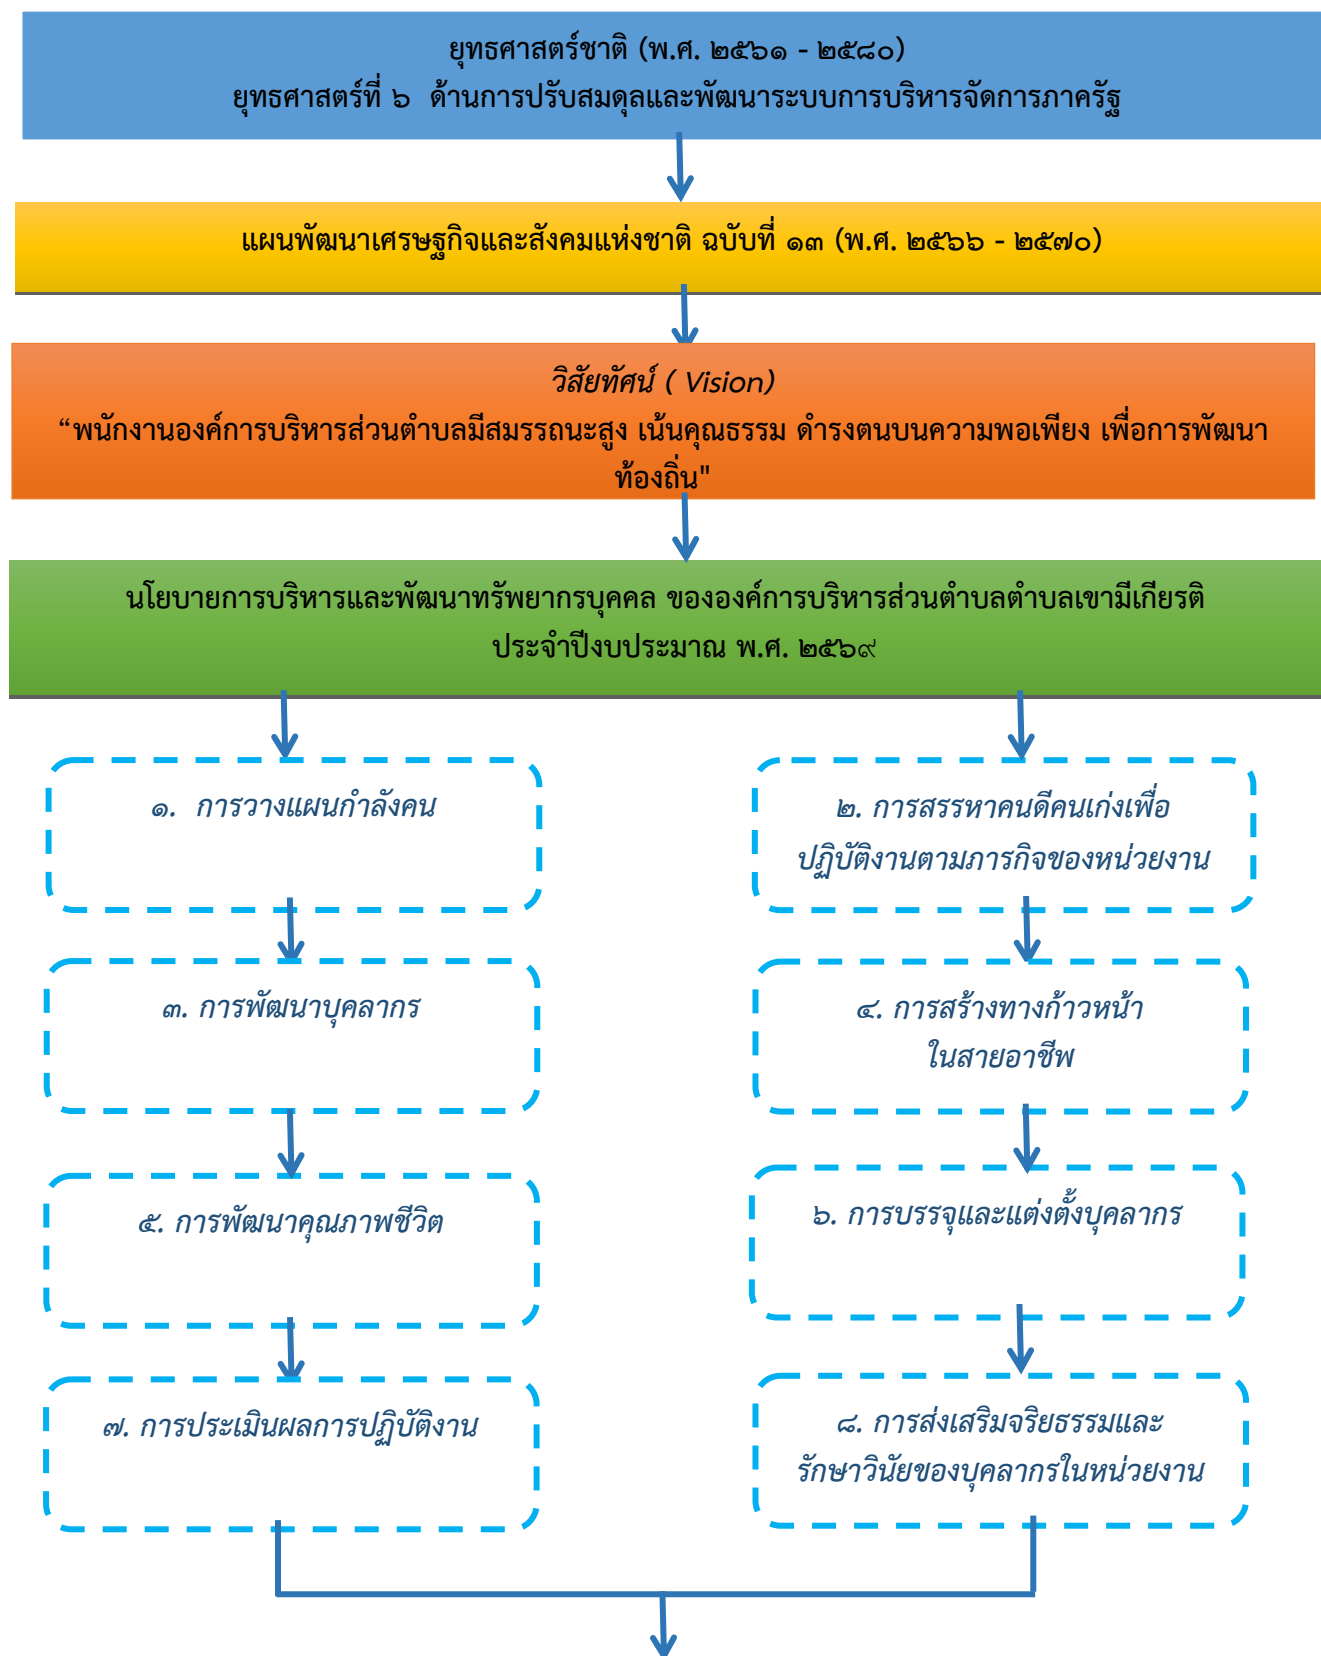 ยุทธศาสตร์ชาติ (พ.ศ. ๒๕๖๑ - ๒๕๘๐)
ยุทธศาสตร์ที่ ๖  ด้านการปรับสมดุลและพัฒนาระบบการบริหารจัดการภาครัฐ
แผนพัฒนาเศรษฐกิจและสังคมแห่งชาติ ฉบับที่ ๑๓ (พ.ศ. ๒๕๖๖ - ๒๕๗๐)
วิสัยทัศน์ ( Vision)
“พนักงานองค์การบริหารส่วนตำบลมีสมรรถนะสูง เน้นคุณธรรม ดำรงตนบนความพอเพียง เพื่อการพัฒนา
ท้องถิ่น"
นโยบายการบริหารและพัฒนาทรัพยากรบุคคล ขององค์การบริหารส่วนตำบลตำบลเขามีเกียรติ
ประจำปีงบประมาณ พ.ศ. ๒๕๖๙
๑.  การวางแผนกำลังคน
๒. การสรรหาคนดีคนเก่งเพื่อ
ปฏิบัติงานตามภารกิจของหน่วยงาน
๓. การพัฒนาบุคลากร
๔. การสร้างทางก้าวหน้า
ในสายอาชีพ
๕. การพัฒนาคุณภาพชีวิต
๖. การบรรจุและแต่งตั้งบุคลากร
๗. การประเมินผลการปฏิบัติงาน
๘. การส่งเสริมจริยธรรมและ
รักษาวินัยของบุคลากรในหน่วยงาน